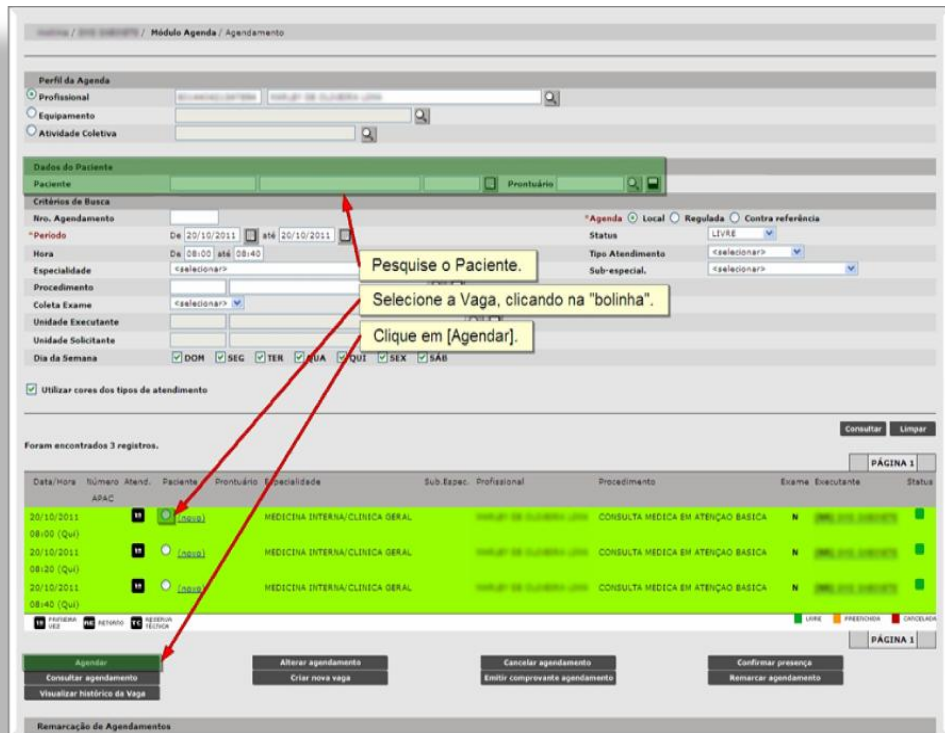 / Módulo Agenda / Agendamento
Perfil da Agenda
Profissional
Equipamento
Atividade Coletiva
Dados do Paciente
Paciente Prontuário
Critérios de Busca
Nro. Agendamento *Agenda Local Regulada Contra referência
*Período De 20/10/2011 até 20/10/2011 Status LIVRE
Hora De 08:00 até 08:40 Tipo Atendimento <selecionar>
Especialidade <selecionar> Sub-especial. <selecionar>
Pesquise o Paciente.
Procedimento
Selecione a Vaga, clicando na "bolinha".
Coleta Exame <selecionar>
Unidade Executante
Clique em [Agendar].
Unidade Solicitante
Dia da Semana DOM SEG TER QUA QUI SEX SÁB
Utilizar cores dos tipos de atendimento
Consultar Limpar
Foram encontrados 3 registros.
PÁGINA 1
Data/Hora Número Atend. Paciente Prontuário Especialidade Sub.Espec. Profissional Procedimento Exame Executante Status
APAC
20/10/2011 (novo) MEDICINA INTERNA/CLINICA GERAL CONSULTA MEDICA EM ATENÇAO BASICA N
08:00 (Qui)
20/10/2011 (novo) MEDICINA INTERNA/CLINICA GERAL CONSULTA MEDICA EM ATENÇAO BASICA N
08:20 (Qui)
20/10/2011 (novo) MEDICINA INTERNA/CLINICA GERAL CONSULTA MEDICA EM ATENÇAO BASICA N
08:40 (Qui)
PRIMEIRA VEZ RE RETORNO TC RESERVA TÉCNICA LIVRE PREENCHIDA CANCELADA
PÁGINA 1
Agendar Alterar agendamento Cancelar agendamento Confirmar presença
Consultar agendamento Criar nova vaga Emitir comprovante agendamento Remarcar agendamento
Visualizar histórico da Vaga
Remarcação de Agendamentos